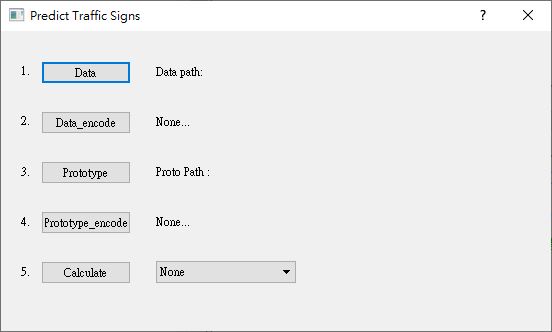 Predict Traffic Signs
1. Data Data path:
2. Data_encode None...
3. Prototype Proto Path :
4. Prototype_encode None...
5. Calculate None